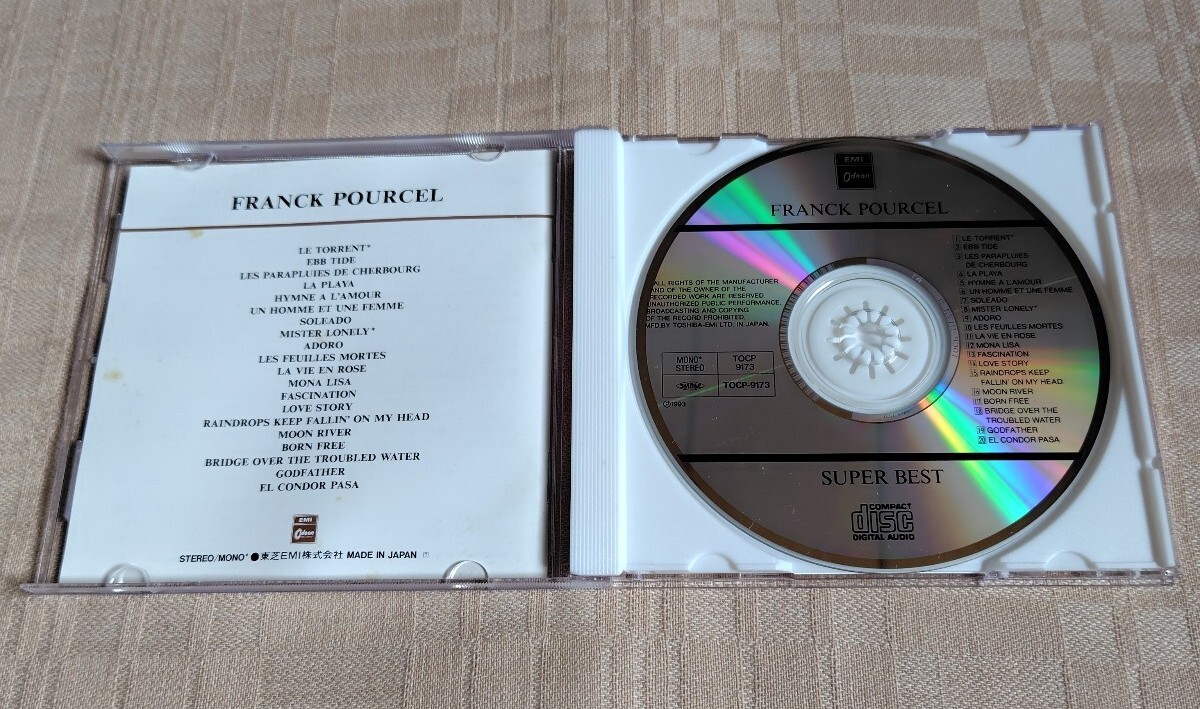 FRANCK POURCEL
LE TORRENT*
EBB TIDE
LES PARAPLUIES DE CHERBOURG
LA PLAYA
HYMNE A L'AMOUR
UN HOMME ET UNE FEMME
SOLEADO
MISTER LONELY*
ADORO
LES FEUILLES MORTES
LA VIE EN ROSE
MONA LISA
FASCINATION
LOVE STORY
RAINDROPS KEEP FALLIN' ON MY HEAD
MOON RIVER
BORN FREE
BRIDGE OVER THE TROUBLED WATER
GODFATHER
EL CONDOR PASA
EMI
Odeon
STEREO/MONO* ●東芝EMI株式会社 MADE IN JAPAN
EMI
Odeon
FRANCK POURCEL
1 LE TORRENT*
2 EBB TIDE
3 LES PARAPLUIES
DE CHERBOURG
4 LA PLAYA
5 HYMNE A L'AMOUR
6 UN HOMME ET UNE FEMME
7 SOLEADO
8 MISTER LONELY*
9 ADORO
10 LES FEUILLES MORTES
11 LA VIE EN ROSE
12 MONA LISA
13 FASCINATION
14 LOVE STORY
15 RAINDROPS KEEP
FALLIN' ON MY HEAD
16 MOON RIVER
17 BORN FREE
18 BRIDGE OVER THE
TROUBLED WATER
19 GODFATHER
20 EL CONDOR PASA
ALL RIGHTS OF THE MANUFACTURER
AND OF THE OWNER OF THE
RECORDED WORK ARE RESERVED.
UNAUTHORIZED PUBLIC PERFORMANCE,
BROADCASTING AND COPYING
OF THE RECORD PROHIBITED.
MFD.BY TOSHIBA-EMI LTD. IN JAPAN.
MONO*
STEREO
TOCP
9173
TOCP-9173
Ⓟ1993
SUPER BEST
COMPACT
disc
DIGITAL AUDIO